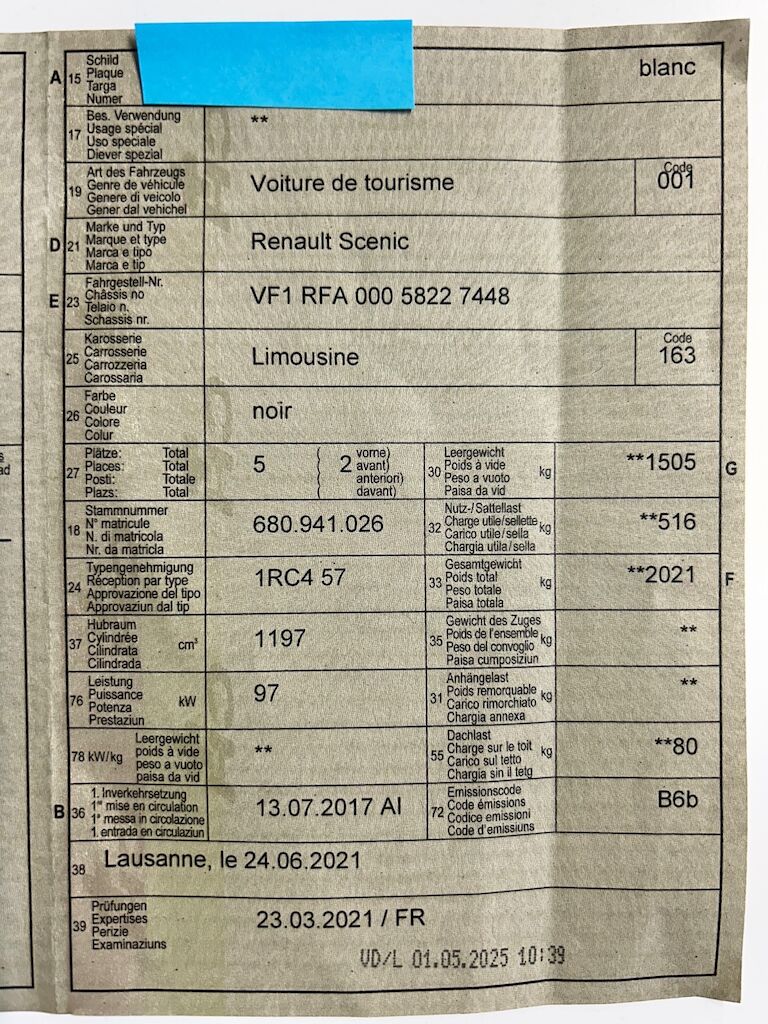 A 15 Schild
Plaque
Targa
Numer
blanc
17 Bes. Verwendung
Usage spécial
Uso speciale
Diever spezial
**
19 Art des Fahrzeugs
Genre de véhicule
Genere di veicolo
Gener dal vehichel
Voiture de tourisme
Code
001
D 21 Marke und Typ
Marque et type
Marca e tipo
Marca e tip
Renault Scenic
E 23 Fahrgestell-Nr.
Châssis no
Telaio n.
Schassis nr.
VF1 RFA 000 5822 7448
25 Karosserie
Carrosserie
Carrozzeria
Carossaria
Limousine
Code
163
26 Farbe
Couleur
Colore
Colur
noir
27 Plätze: Total
Places: Total
Posti: Totale
Plazs: Total
5
( 2 vorne)
( avant)
( anteriori)
( davant)
30 Leergewicht
Poids à vide
Peso a vuoto
Paisa da vid
kg
**1505
G
18 Stammnummer
N° matricule
N. di matricola
Nr. da matricla
680.941.026
32 Nutz-/Sattellast
Charge utile/sellette
Carico utile/sella
Chargia utila/sella
kg
**516
24 Typengenehmigung
Réception par type
Approvazione del tipo
Approvaziun dal tip
1RC4 57
33 Gesamtgewicht
Poids total
Peso totale
Paisa totala
kg
**2021
F
37 Hubraum
Cylindrée
Cilindrata
Cilindrada
cm³
1197
35 Gewicht des Zuges
Poids de l'ensemble
Peso del convoglio
Paisa cumposiziun
kg
**
76 Leistung
Puissance
Potenza
Prestaziun
kW
97
31 Anhängelast
Poids remorquable
Carico rimorchiato
Chargia annexa
kg
**
78 kW/kg Leergewicht
poids à vide
peso a vuoto
paisa da vid
**
55 Dachlast
Charge sur le toit
Carico sul tetto
Chargia sin il tetg
kg
**80
B 36 1. Inverkehrsetzung
1re mise en circulation
1a messa in circolazione
1. entrada en circulaziun
13.07.2017 AI
72 Emissionscode
Code émissions
Codice emissioni
Code d'emissiuns
B6b
38 Lausanne, le 24.06.2021
39 Prüfungen
Expertises
Perizie
Examinaziuns
23.03.2021 / FR
VD/L 01.05.2025 10:39